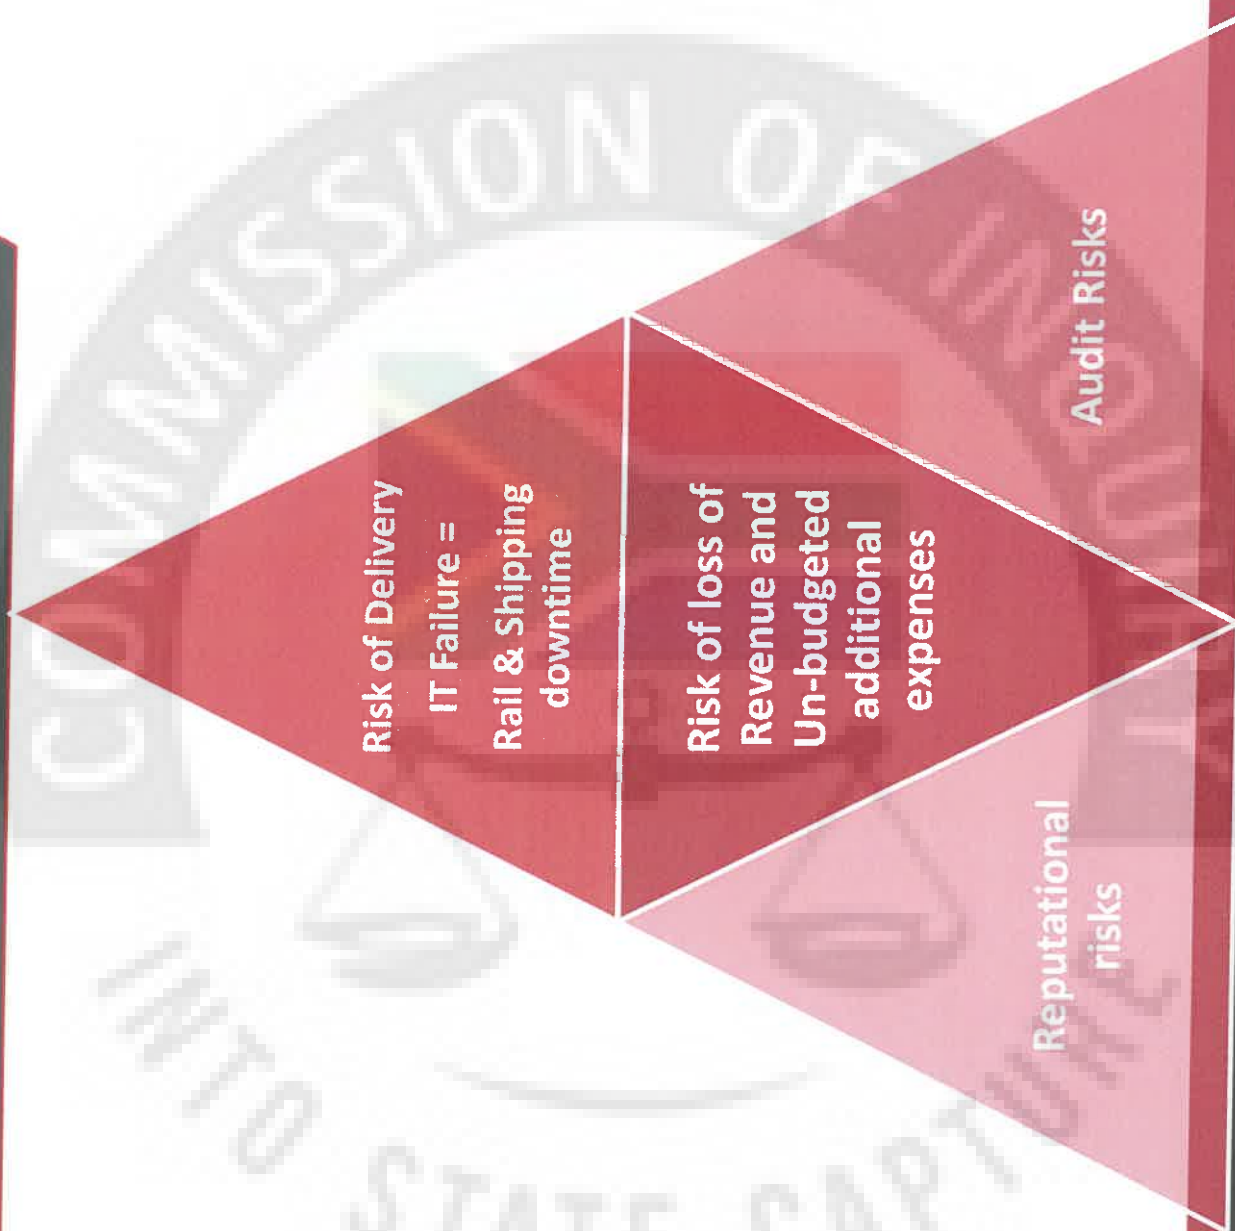 Risk of Delivery
IT Failure =
Rail & Shipping
downtime
Risk of loss of
Revenue and
Un-budgeted
additional
expenses
Reputational
risks
Audit Risks
COMMISSION OF INQUIRY
INTO STATE CAPTURE